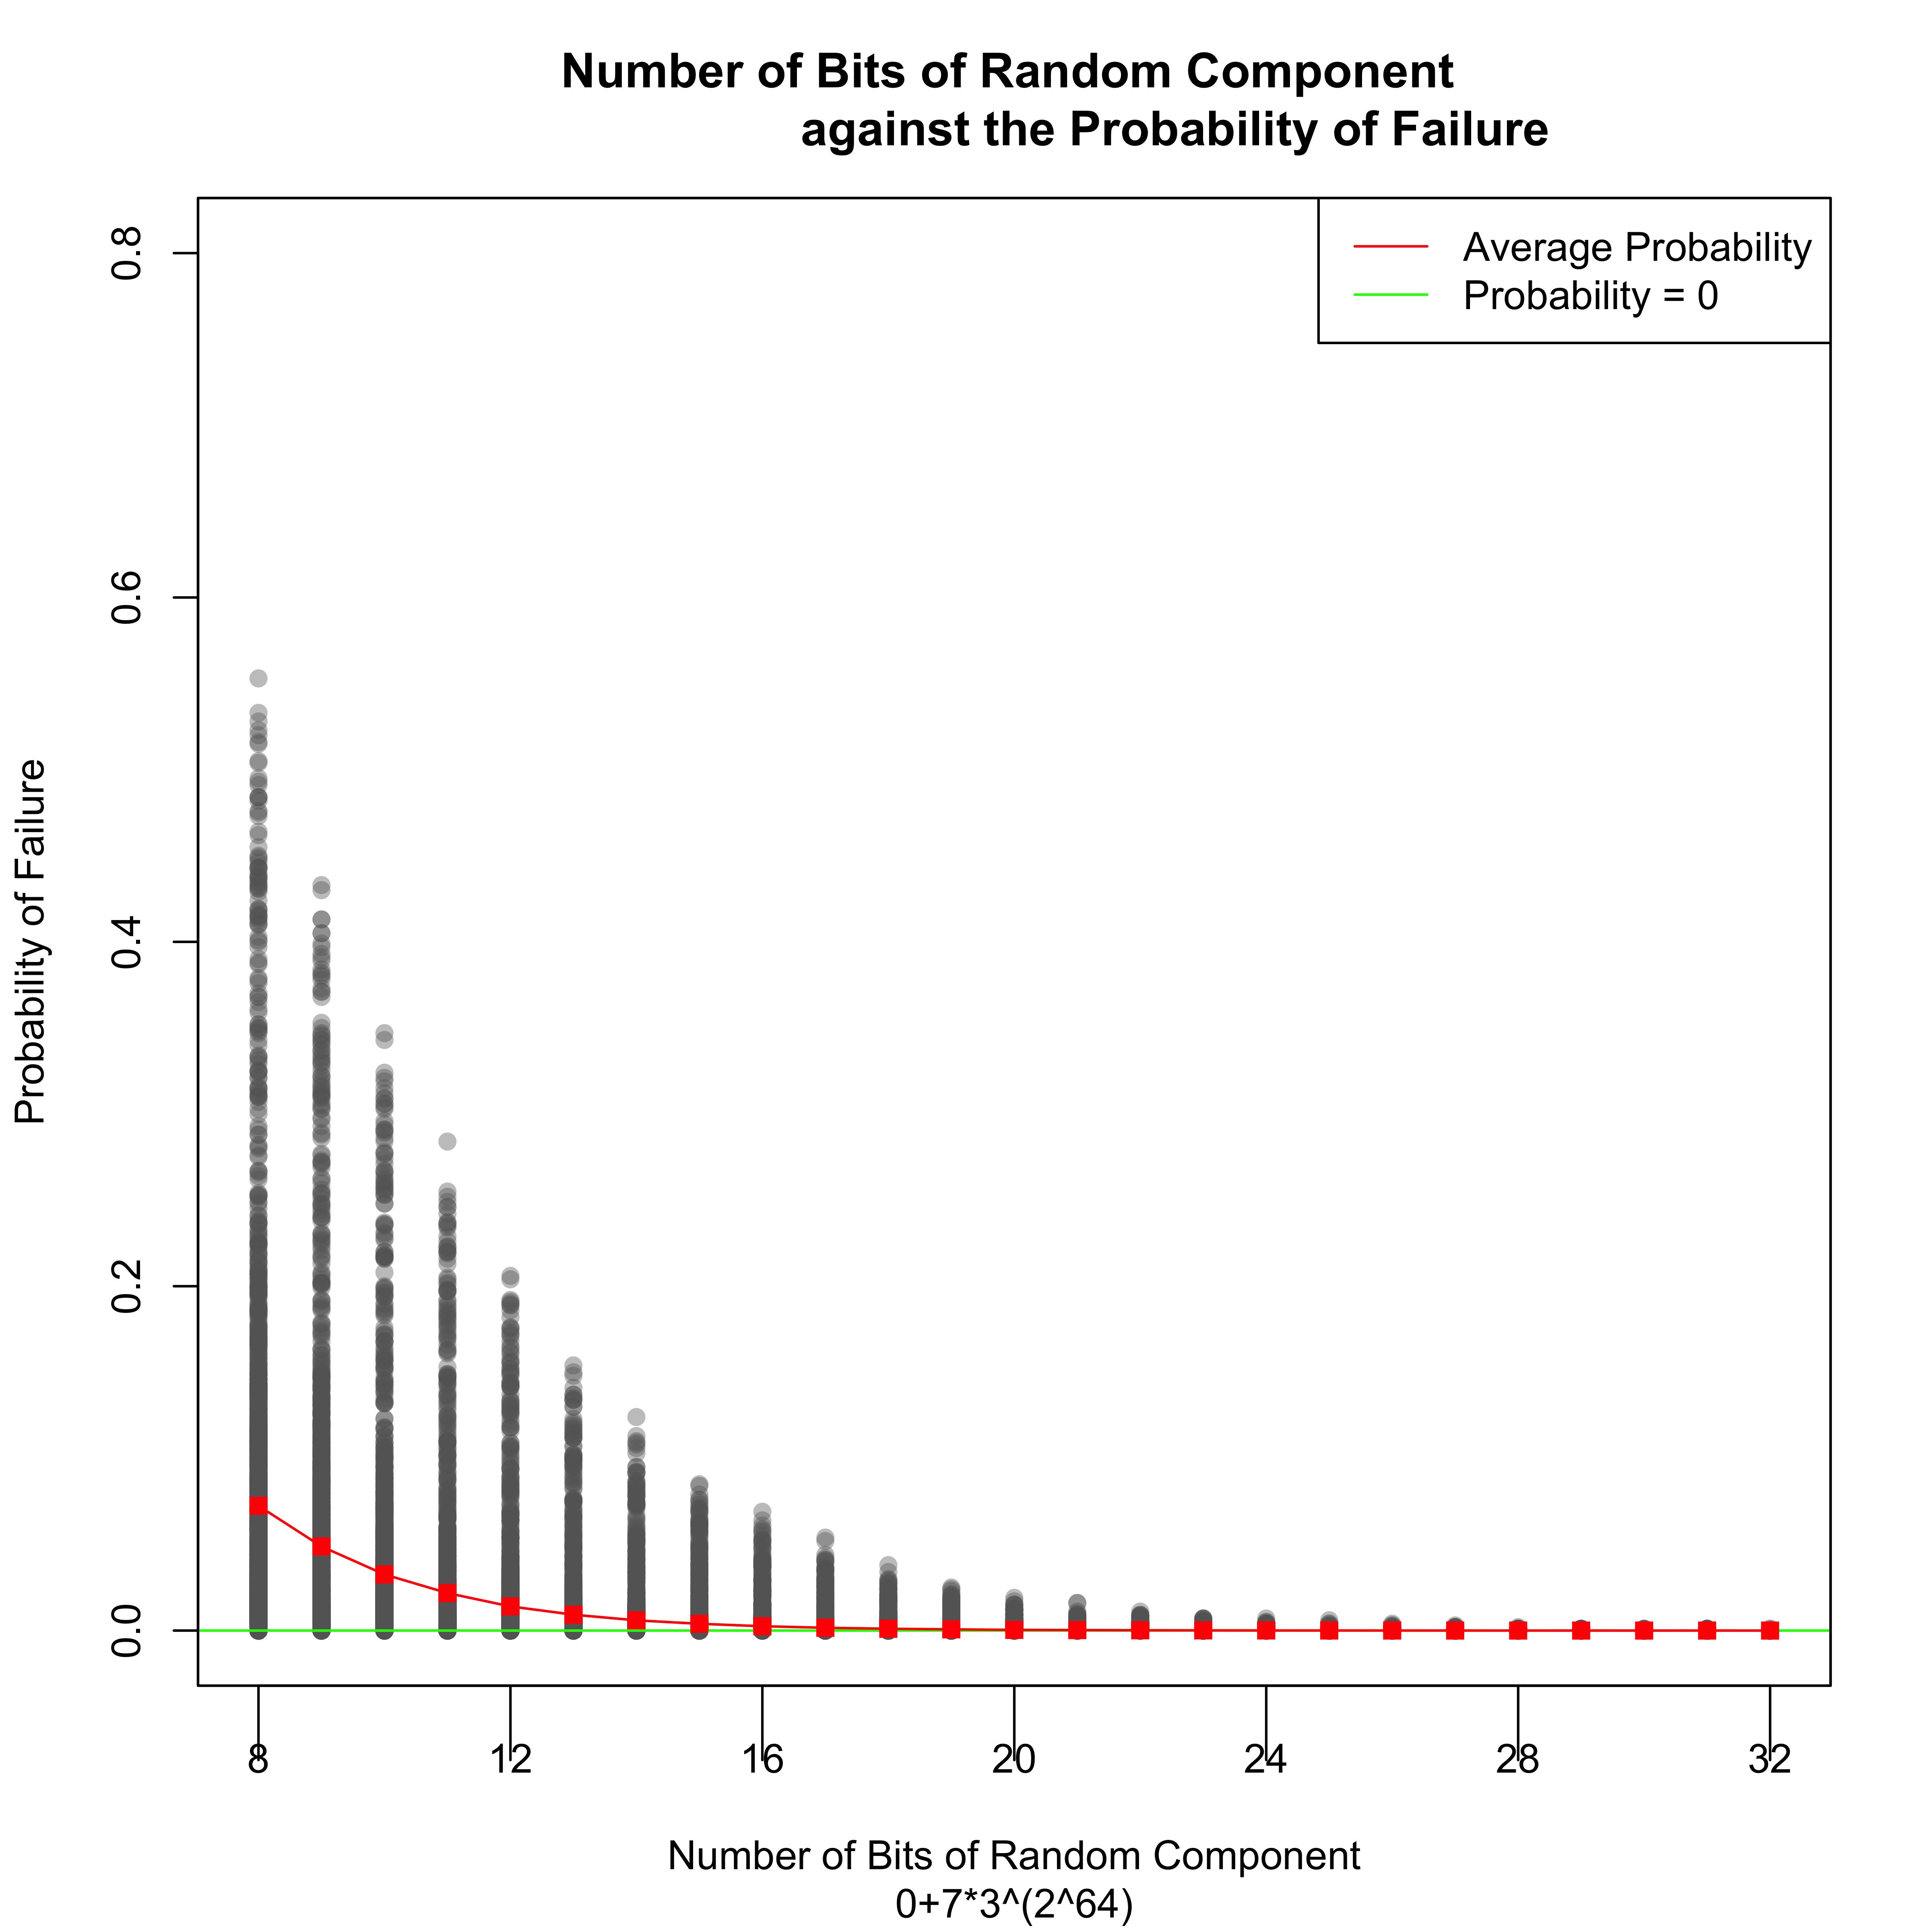 Number of Bits of Random Component
against the Probability of Failure
Average Probability
Probability = 0
0.8
0.6
0.4
0.2
0.0
Probability of Failure
8 12 16 20 24 28 32
Number of Bits of Random Component
0+7*3^(2^64)